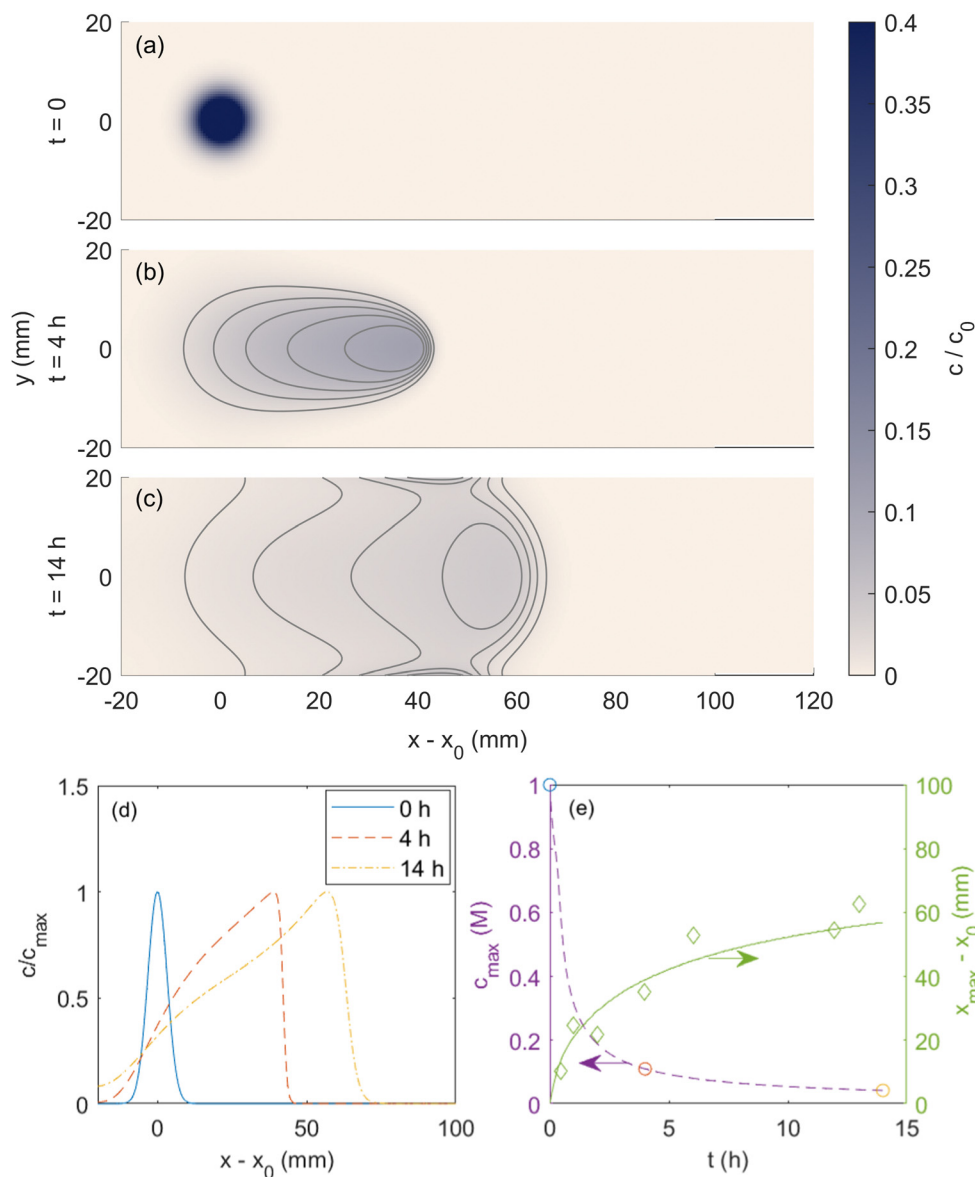 20
0
-20
t = 0
(a)
20
0
-20
y (mm)
t = 4 h
(b)
20
0
-20
t = 14 h
(c)
-20 0 20 40 60 80 100 120
x - x0 (mm)
0.4
0.35
0.3
0.25
0.2
0.15
0.1
0.05
0
c / c0
(d)
1.5
1
0.5
0
c/cmax
0 h
4 h
14 h
0 50 100
x - x0 (mm)
(e)
1
0.8
0.6
0.4
0.2
0
cmax (M)
100
80
60
40
20
0
xmax - x0 (mm)
0 5 10 15
t (h)